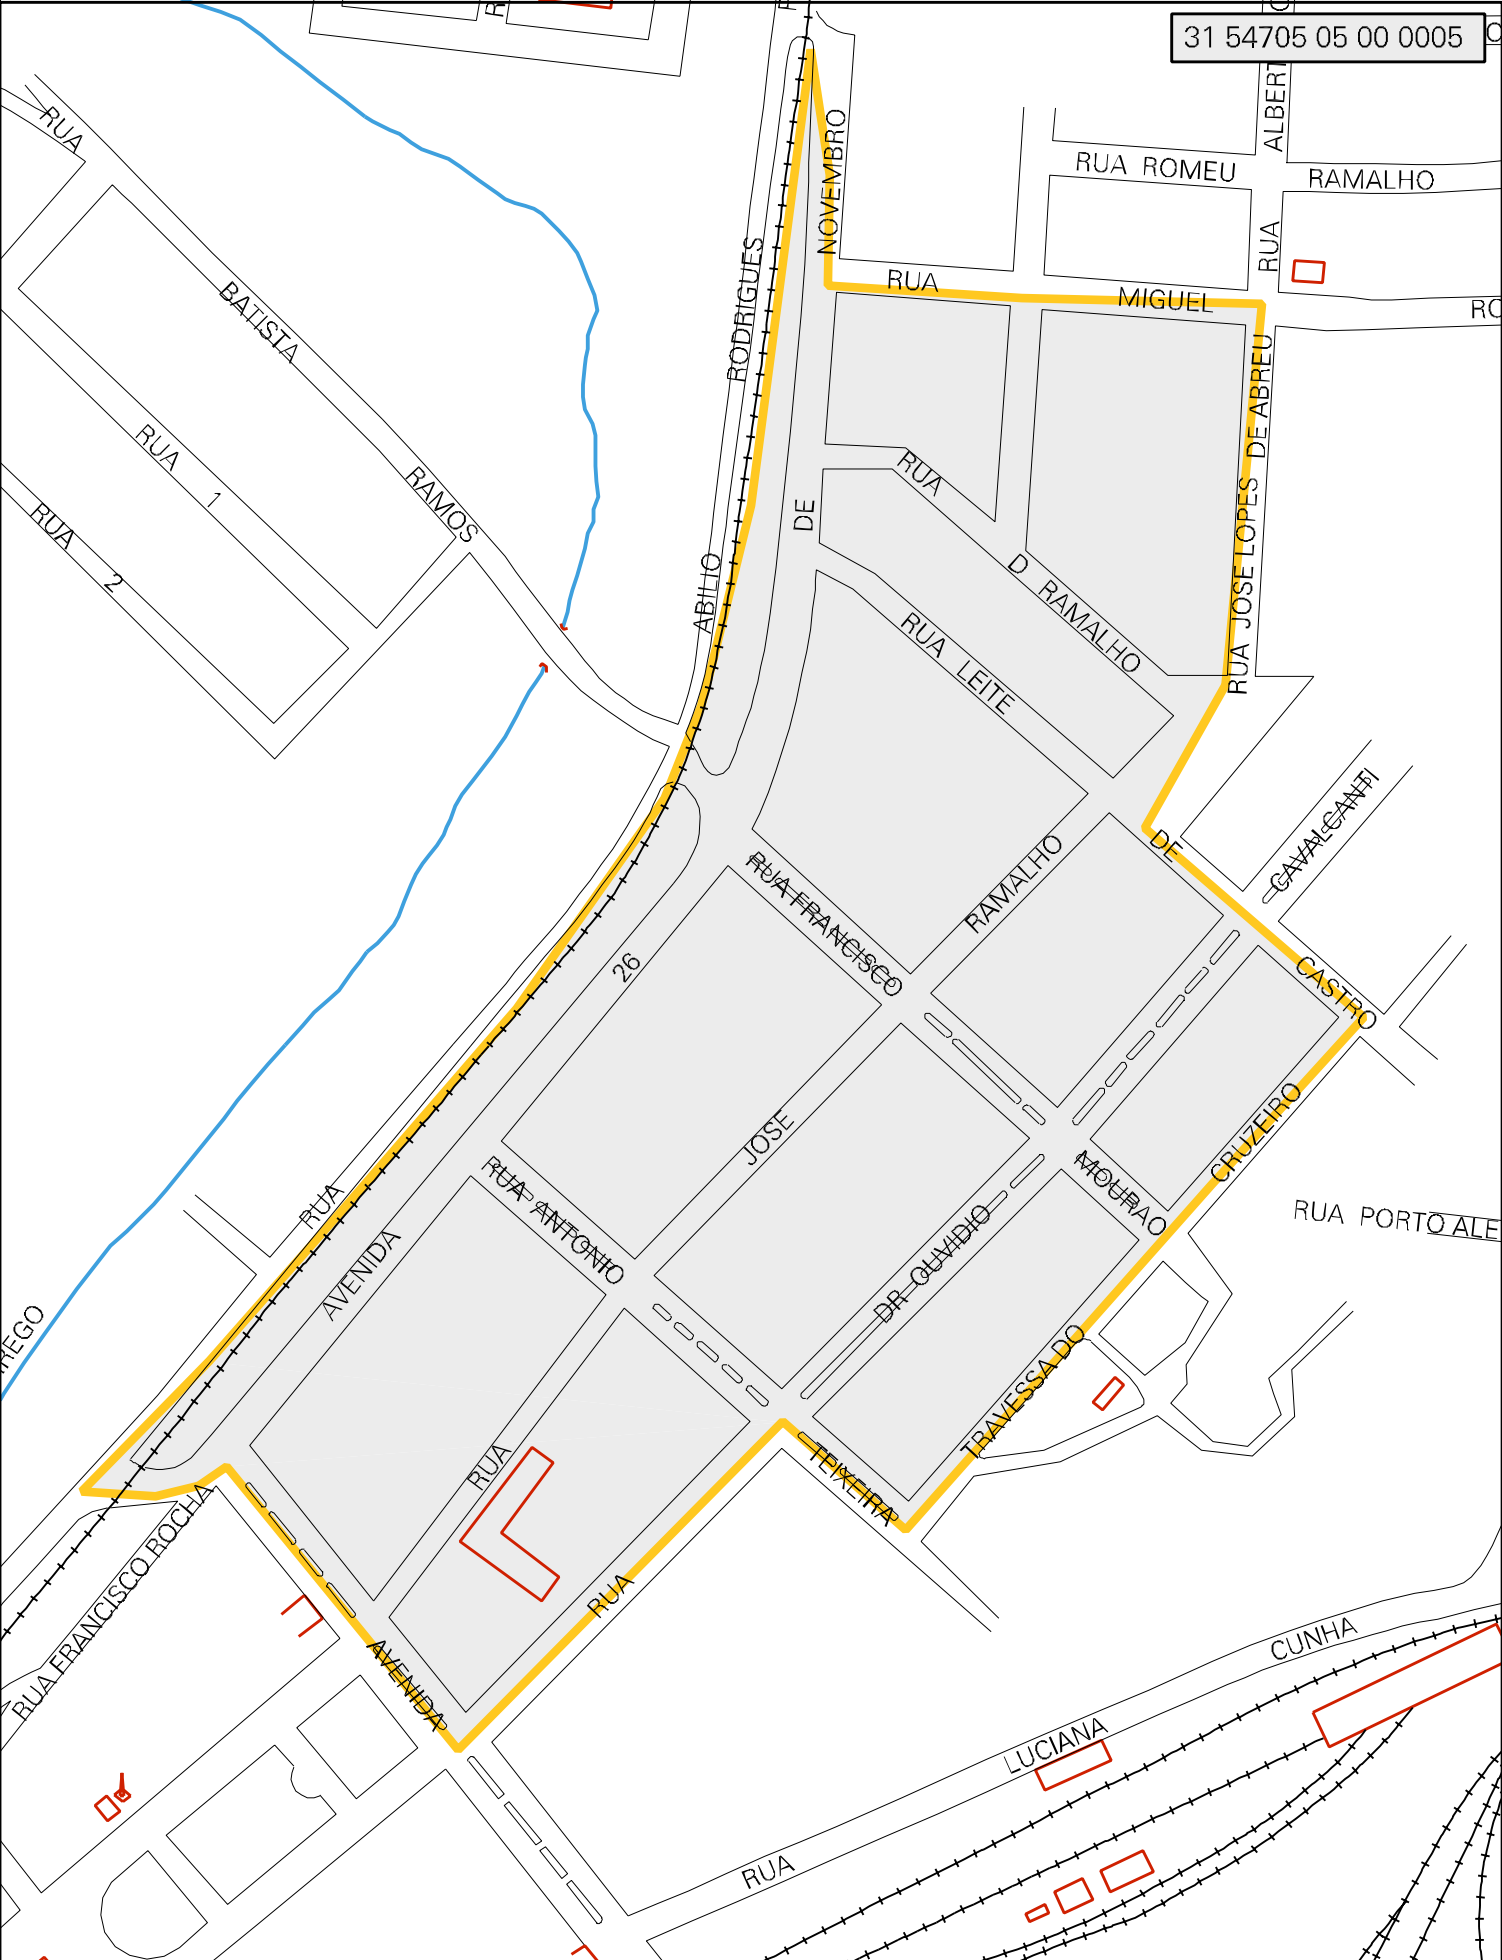 31 54705 05 00 0005
ALBERT
RUA
NOVEMBRO
RUA ROMEU
RAMALHO
RUA
RODRIGUES
RUA
MIGUEL
BATISTA
RUA JOSE LOPES DE ABREU
RUA
1
RAMOS
RUA
DE
RUA
2
D RAMALHO
ABILIO
RUA LEITE
CAVALCANTI
DE
RAMALHO
RUA FRANCISCO
26
CASTRO
JOSE
CRUZEIRO
RUA ANTONIO
MOURAO
RUA
RUA PORTO ALE
AVENIDA
DR OUVIDIO
REGO
TRAVESSA DO
RUA
TEIXEIRA
RUA FRANCISCO ROCHA
RUA
AVENIDA
CUNHA
LUCIANA
RUA